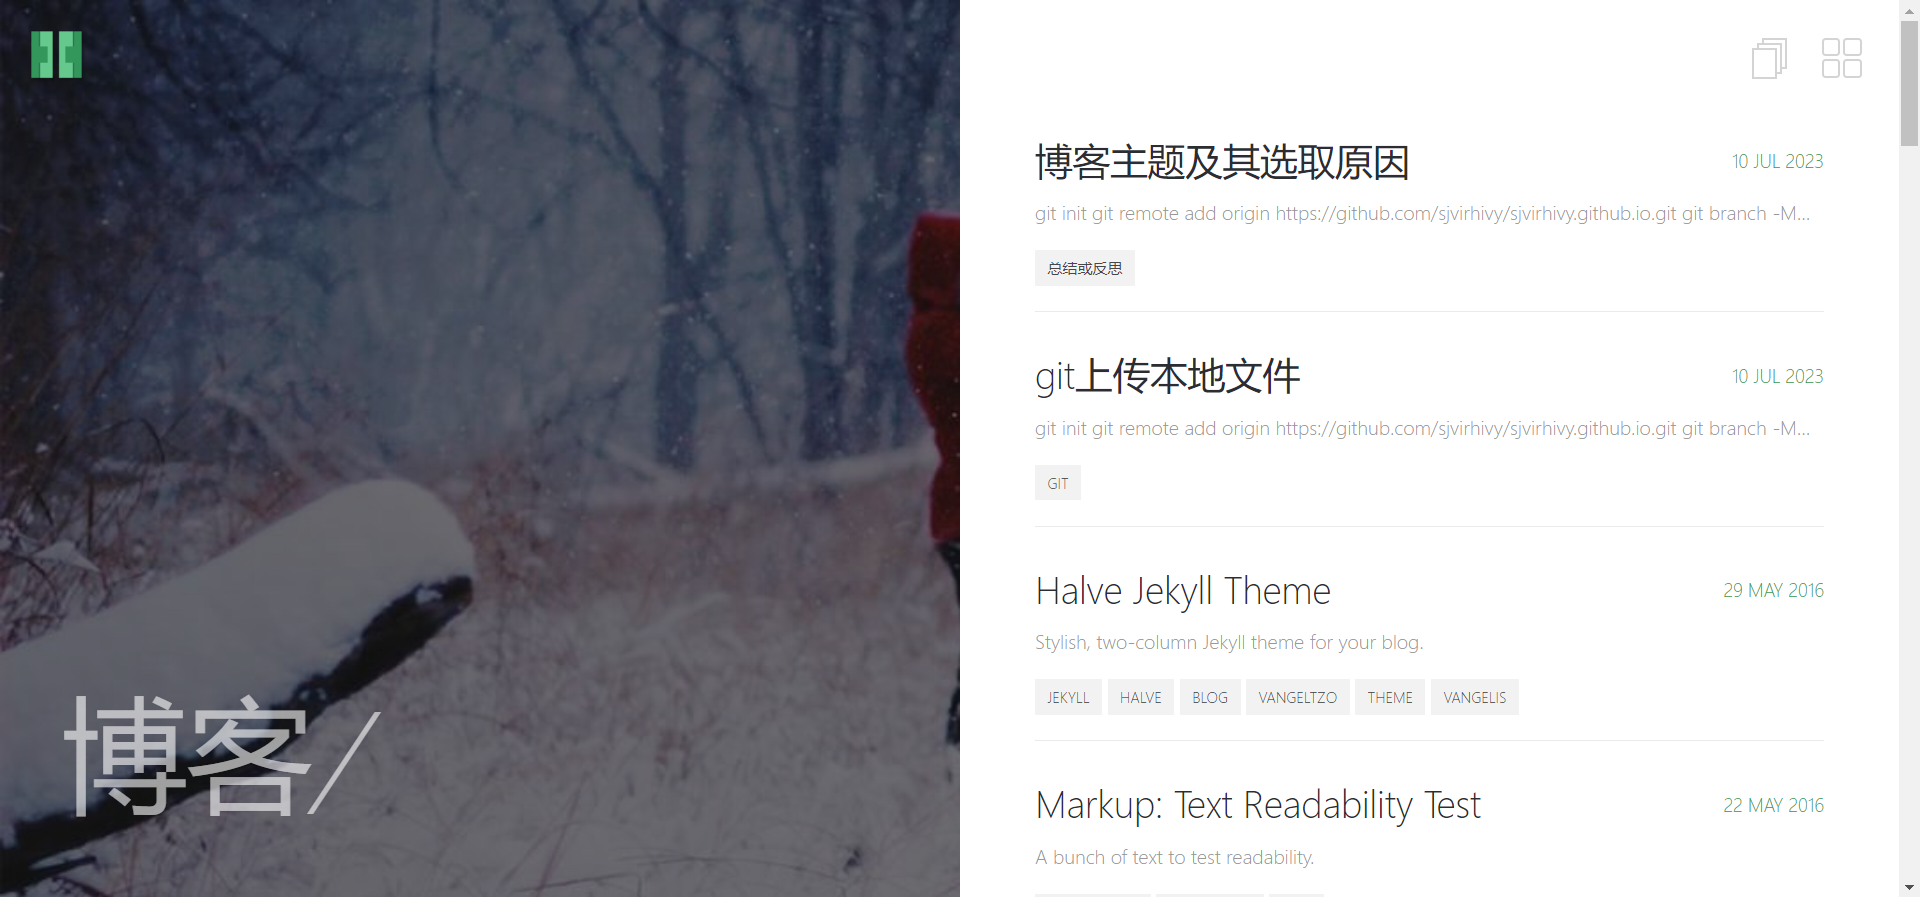 博客/
博客主题及其选取原因
10 JUL 2023
git init git remote add origin https://github.com/sjvirhivy/sjvirhivy.github.io.git git branch -M...
总结或反思
git上传本地文件
10 JUL 2023
git init git remote add origin https://github.com/sjvirhivy/sjvirhivy.github.io.git git branch -M...
GIT
Halve Jekyll Theme
29 MAY 2016
Stylish, two-column Jekyll theme for your blog.
JEKYLL HALVE BLOG VANGELTZO THEME VANGELIS
Markup: Text Readability Test
22 MAY 2016
A bunch of text to test readability.